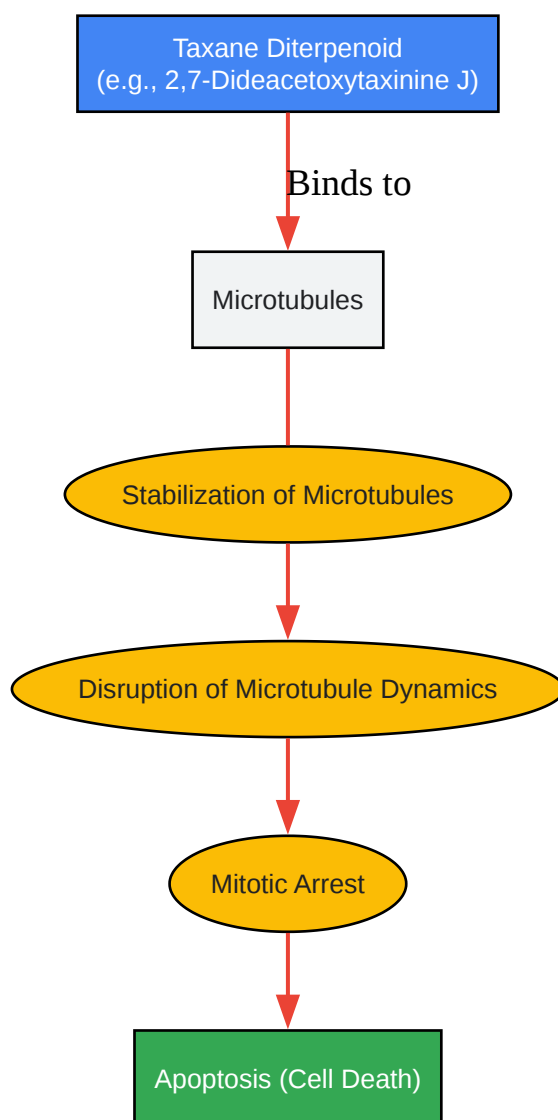 Taxane Diterpenoid
(e.g., 2,7-Dideacetoxytaxinine J)
Binds to
Microtubules
Stabilization of Microtubules
Disruption of Microtubule Dynamics
Mitotic Arrest
Apoptosis (Cell Death)